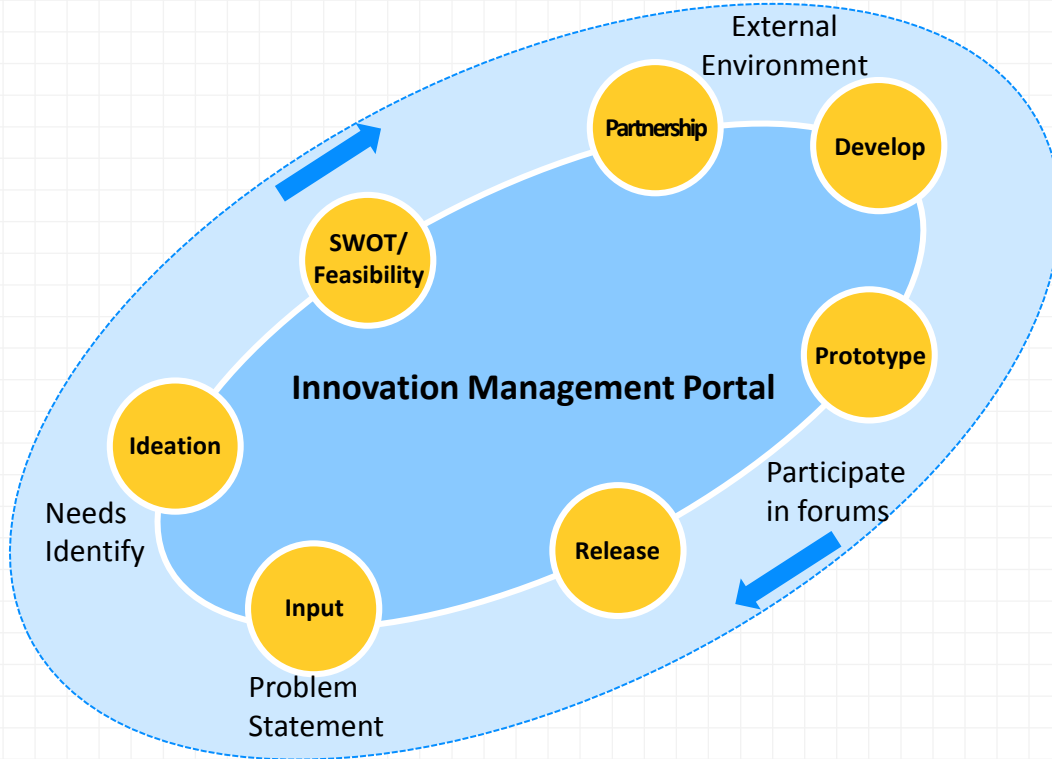 External
Environment
Partnership
Develop
SWOT/
Feasibility
Prototype
Innovation Management Portal
Ideation
Participate
in forums
Needs
Identify
Release
Input
Problem
Statement